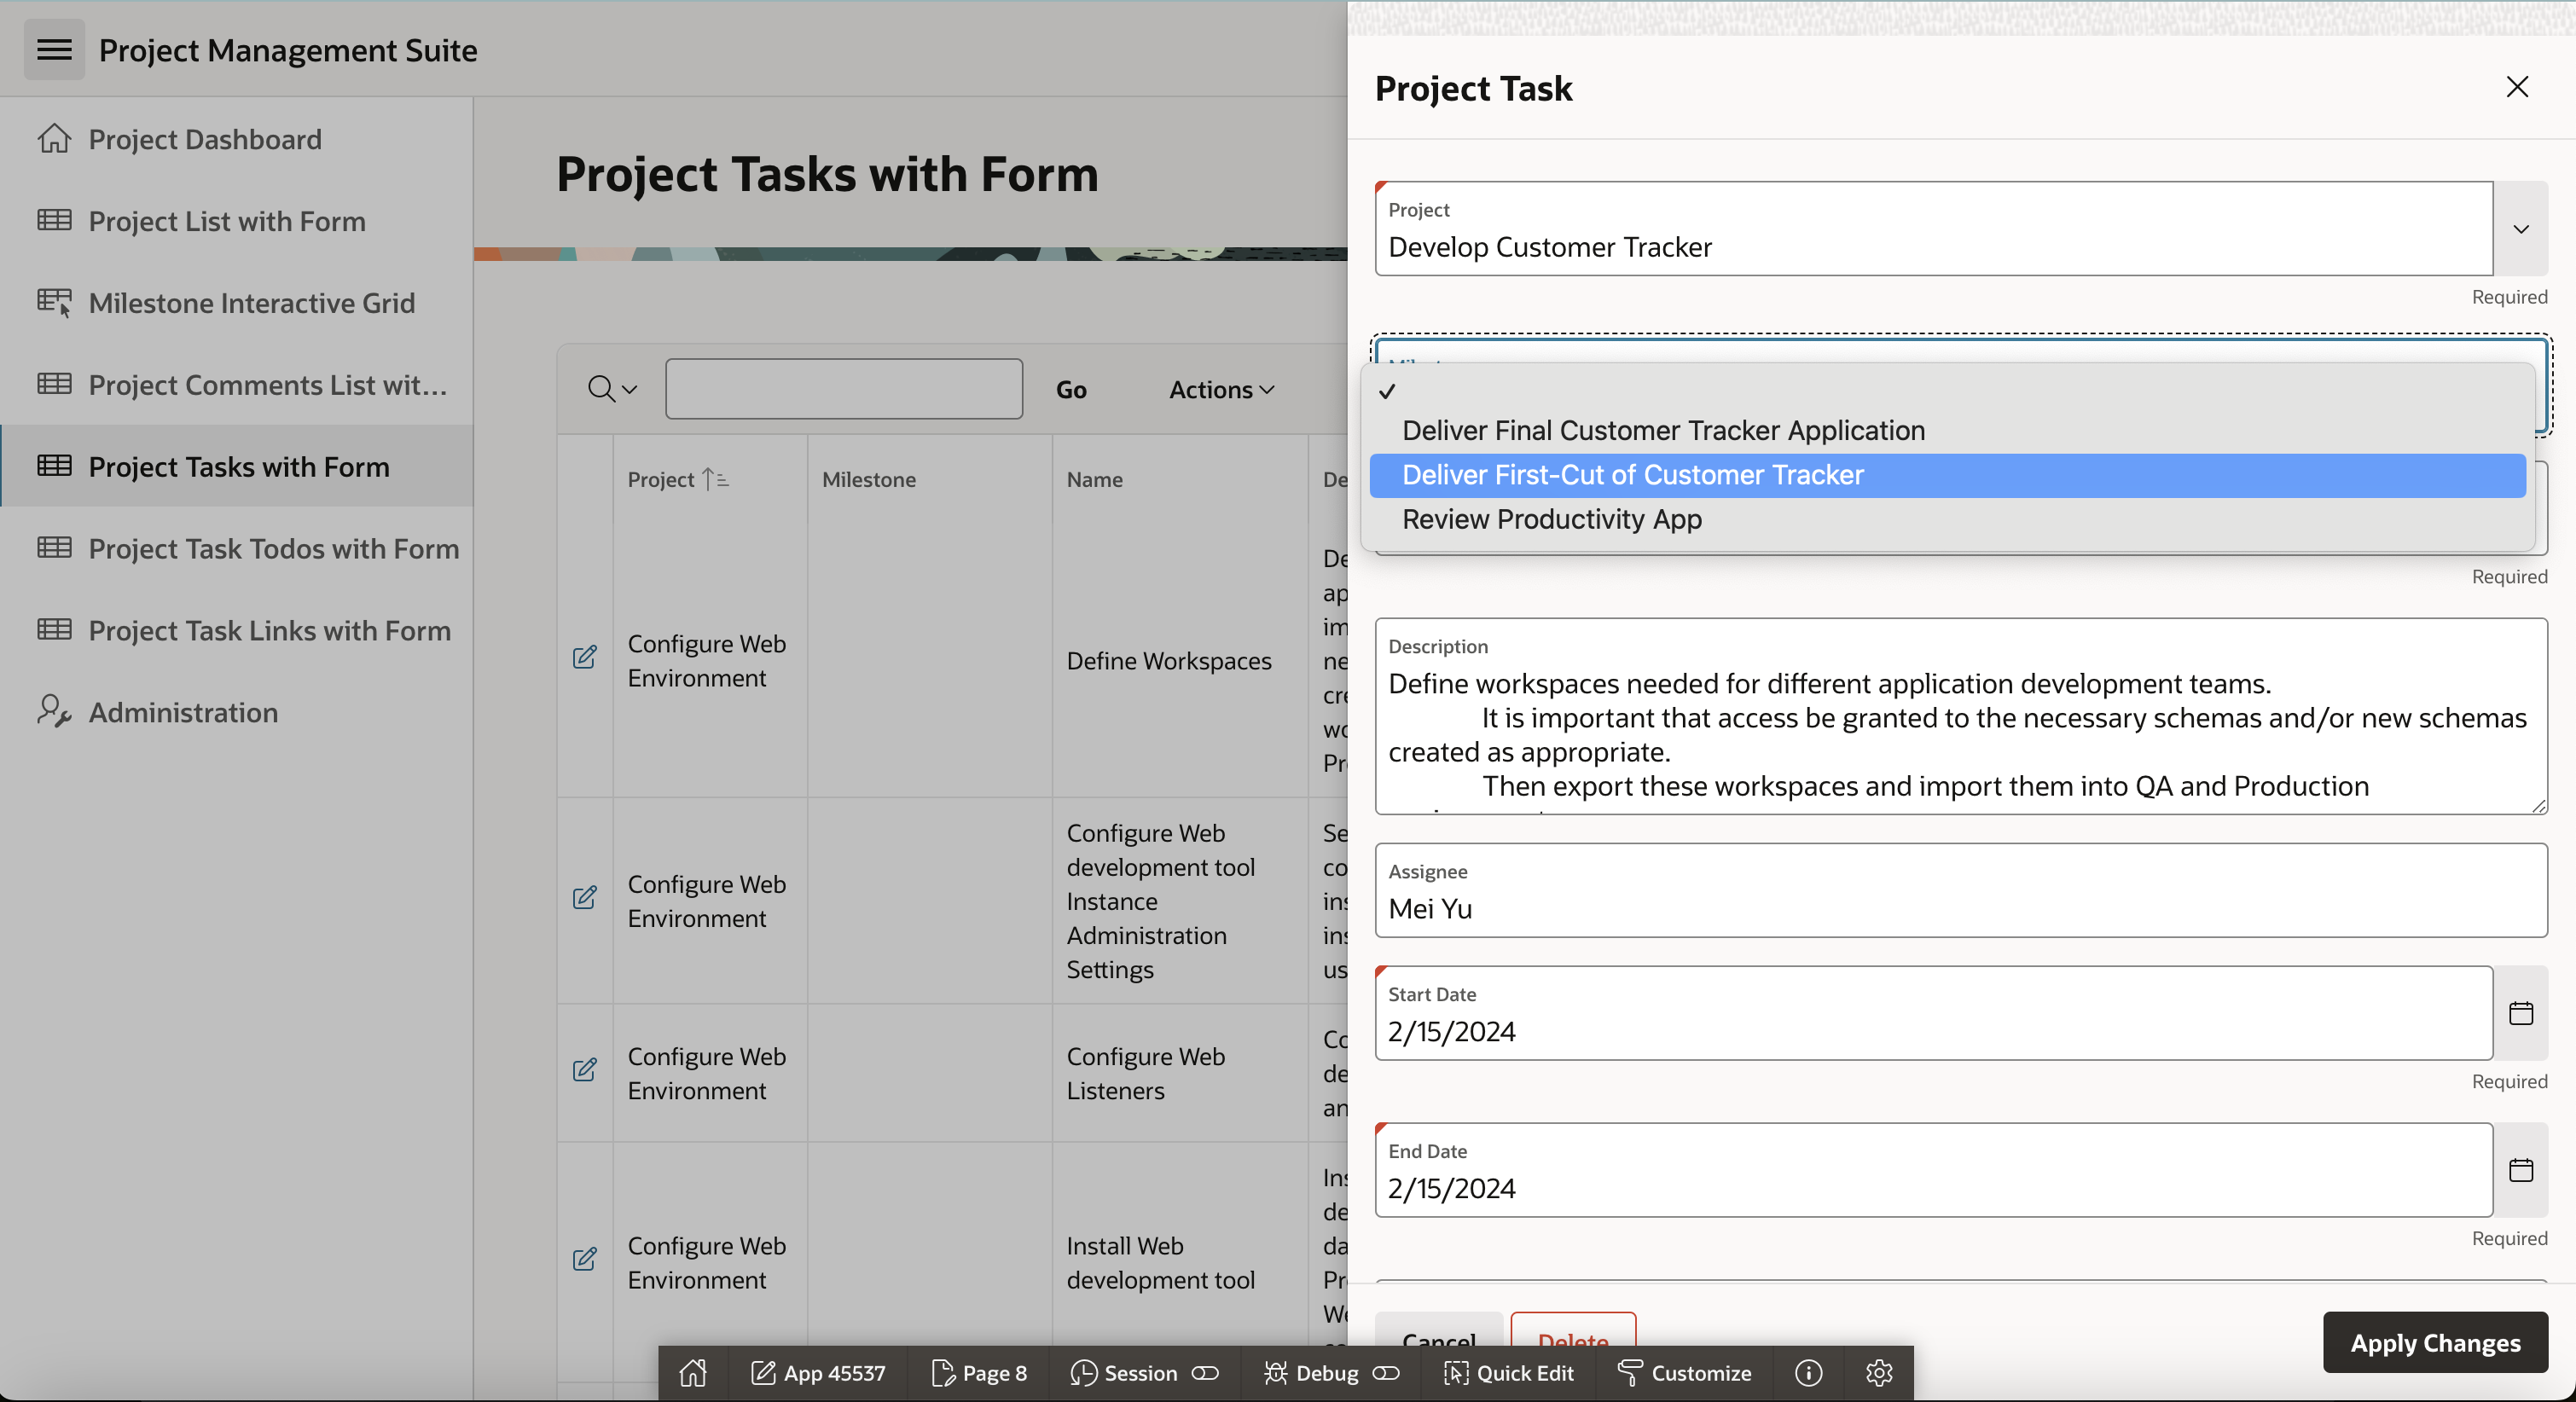 Project Management Suite
Project Dashboard
Project List with Form
Milestone Interactive Grid
Project Comments List wit...
Project Tasks with Form
Project Task Todos with Form
Project Task Links with Form
Administration
Project Tasks with Form
Go
Actions
Project
Milestone
Name
De
Configure Web
Environment
Define Workspaces
De
ap
im
ne
cre
wo
Pr
Configure Web
Environment
Configure Web
development tool
Instance
Administration
Settings
Se
co
ins
ins
us
Configure Web
Environment
Configure Web
Listeners
Co
de
an
Configure Web
Environment
Install Web
development tool
Ins
de
da
Pr
We
Project Task
Project
Develop Customer Tracker
Required
Deliver Final Customer Tracker Application
Deliver First-Cut of Customer Tracker
Review Productivity App
Required
Description
Define workspaces needed for different application development teams.
It is important that access be granted to the necessary schemas and/or new schemas
created as appropriate.
Then export these workspaces and import them into QA and Production
Assignee
Mei Yu
Start Date
2/15/2024
Required
End Date
2/15/2024
Required
Cancel
Delete
Apply Changes
App 45537
Page 8
Session
Debug
Quick Edit
Customize